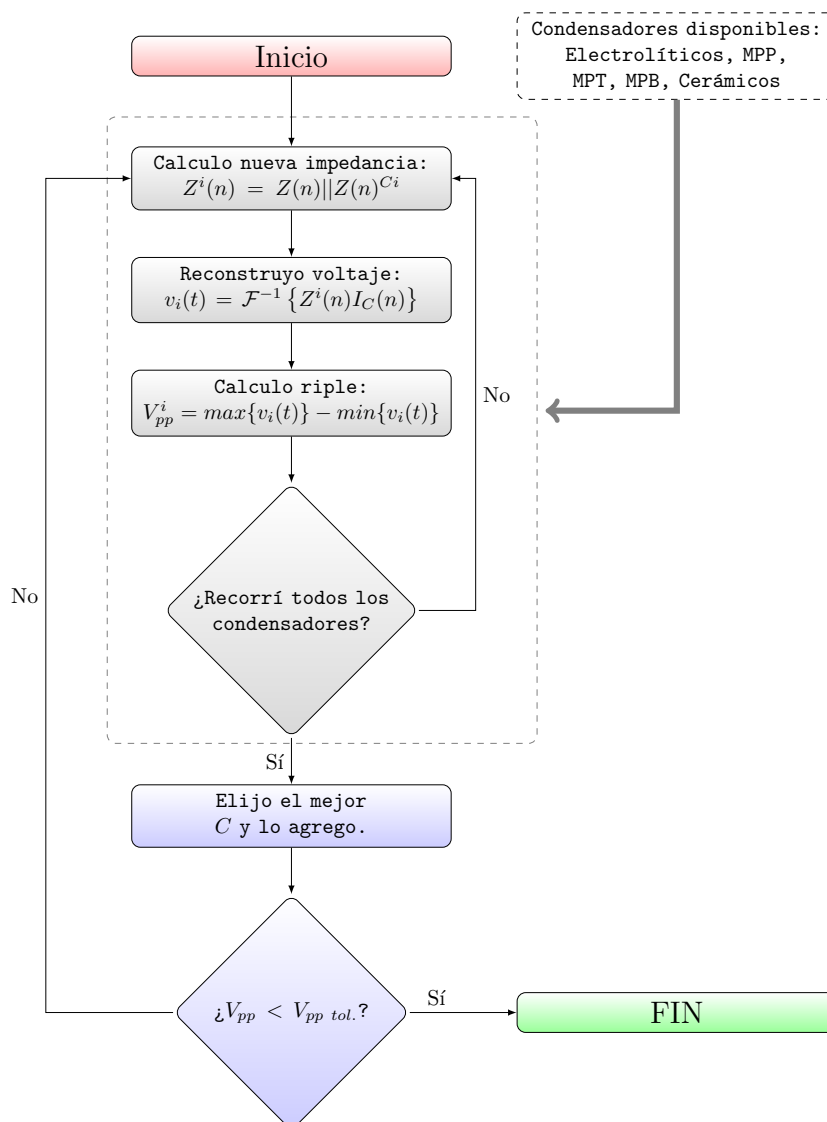 Condensadores disponibles:
Electrolíticos, MPP,
MPT, MPB, Cerámicos
Inicio
Calculo nueva impedancia:
Z^i(n) = Z(n)||Z(n)^{Ci}
Reconstruyo voltaje:
v_i(t) = \mathcal{F}^{-1} {Z^i(n)I_C(n)}
Calculo riple:
V_{pp}^i = max{v_i(t)} − min{v_i(t)}
No
¿Recorrí todos los
condensadores?
No
Sí
Elijo el mejor
C y lo agrego.
¿V_{pp} < V_{pp tol.}?
Sí
FIN